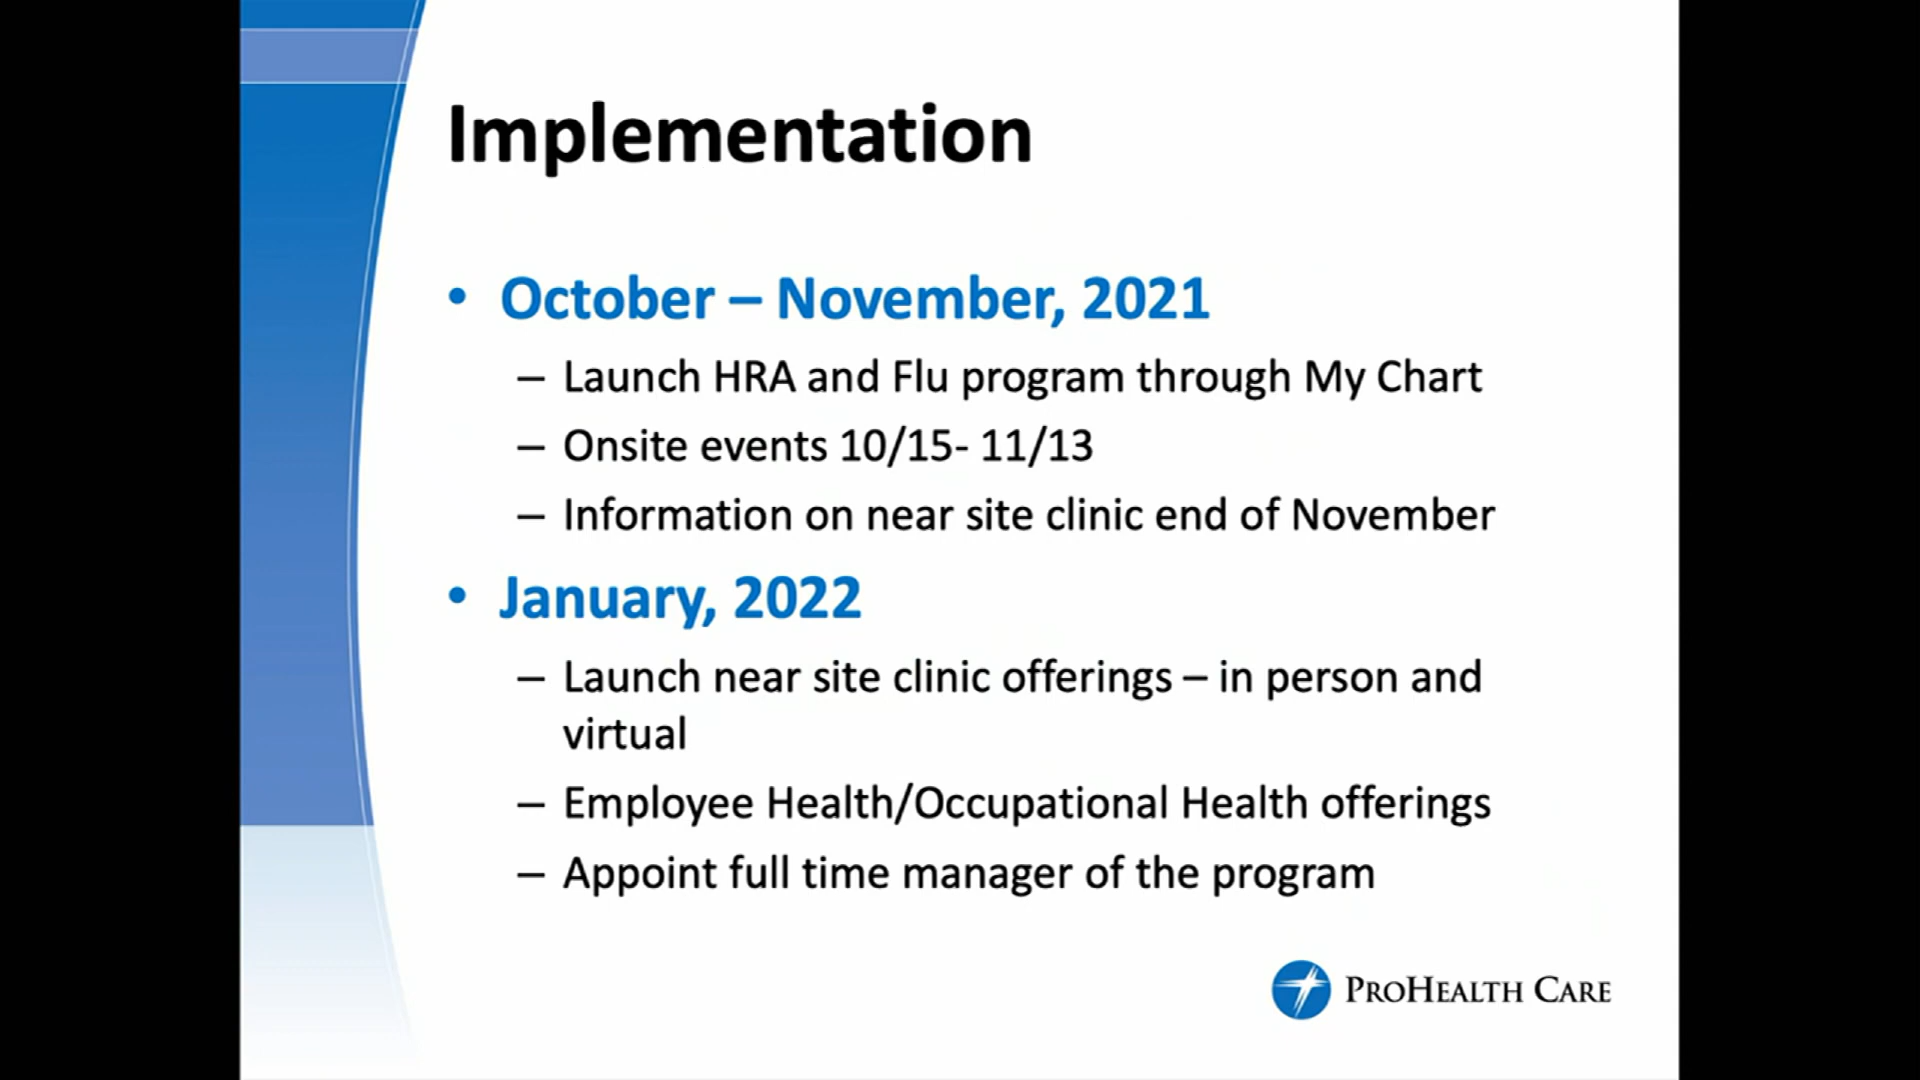 Implementation
• October – November, 2021
– Launch HRA and Flu program through My Chart
– Onsite events 10/15- 11/13
– Information on near site clinic end of November
• January, 2022
– Launch near site clinic offerings – in person and
virtual
– Employee Health/Occupational Health offerings
– Appoint full time manager of the program
PROHEALTH CARE